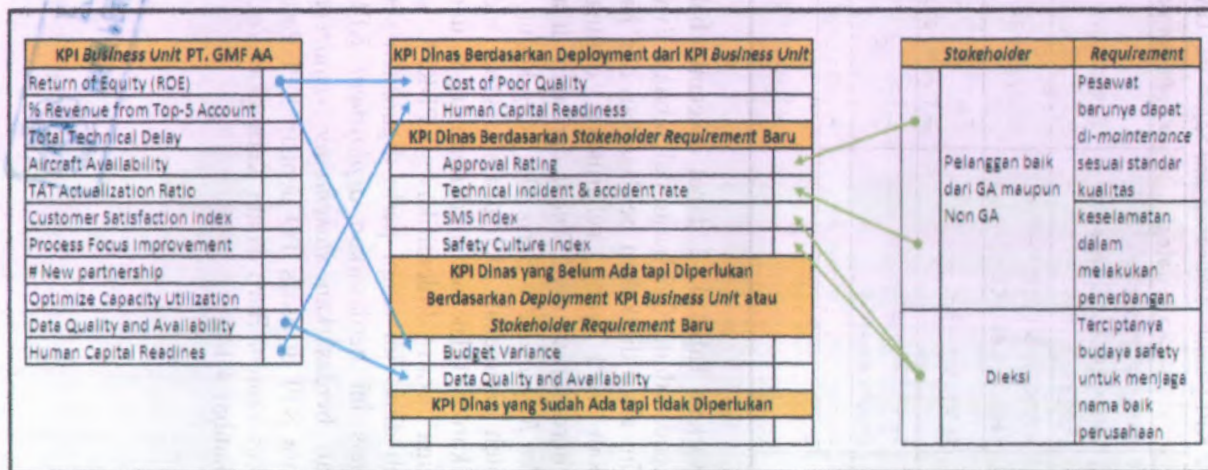 KPI Business Unit PT. GMF AA
Return of Equity (ROE)
% Revenue from Top-5 Account
Total Technical Delay
Aircraft Availability
TAT Actualization Ratio
Customer Satisfaction Index
Process Focus Improvement
# New partnership
Optimize Capacity Utilization
Data Quality and Availability
Human Capital Readines
KPI Dinas Berdasarkan Deployment dari KPI Business Unit
Cost of Poor Quality
Human Capital Readiness
KPI Dinas Berdasarkan Stokeholder Requirement Baru
Approval Rating
Technical incident & accident rate
SMS Index
Safety Culture Index
KPI Dinas yang Belum Ada tapi Diperlukan
Berdasarkan Deployment KPI Business Unit atau
Stokeholder Requirement Baru
Budget Variance
Data Quality and Availability
KPI Dinas yang Sudah Ada tapi tidak Diperlukan
Stokeholder
Requirement
Pelanggan baik
dari GA maupun
Non GA
Pesawat
barunya dapat
di-maintenance
sesuai standar
kualitas
keselamatan
dalam
melakukan
penerbangan
Dieksi
Terciptanya
budaya safety
untuk menjaga
nama baik
perusahaan